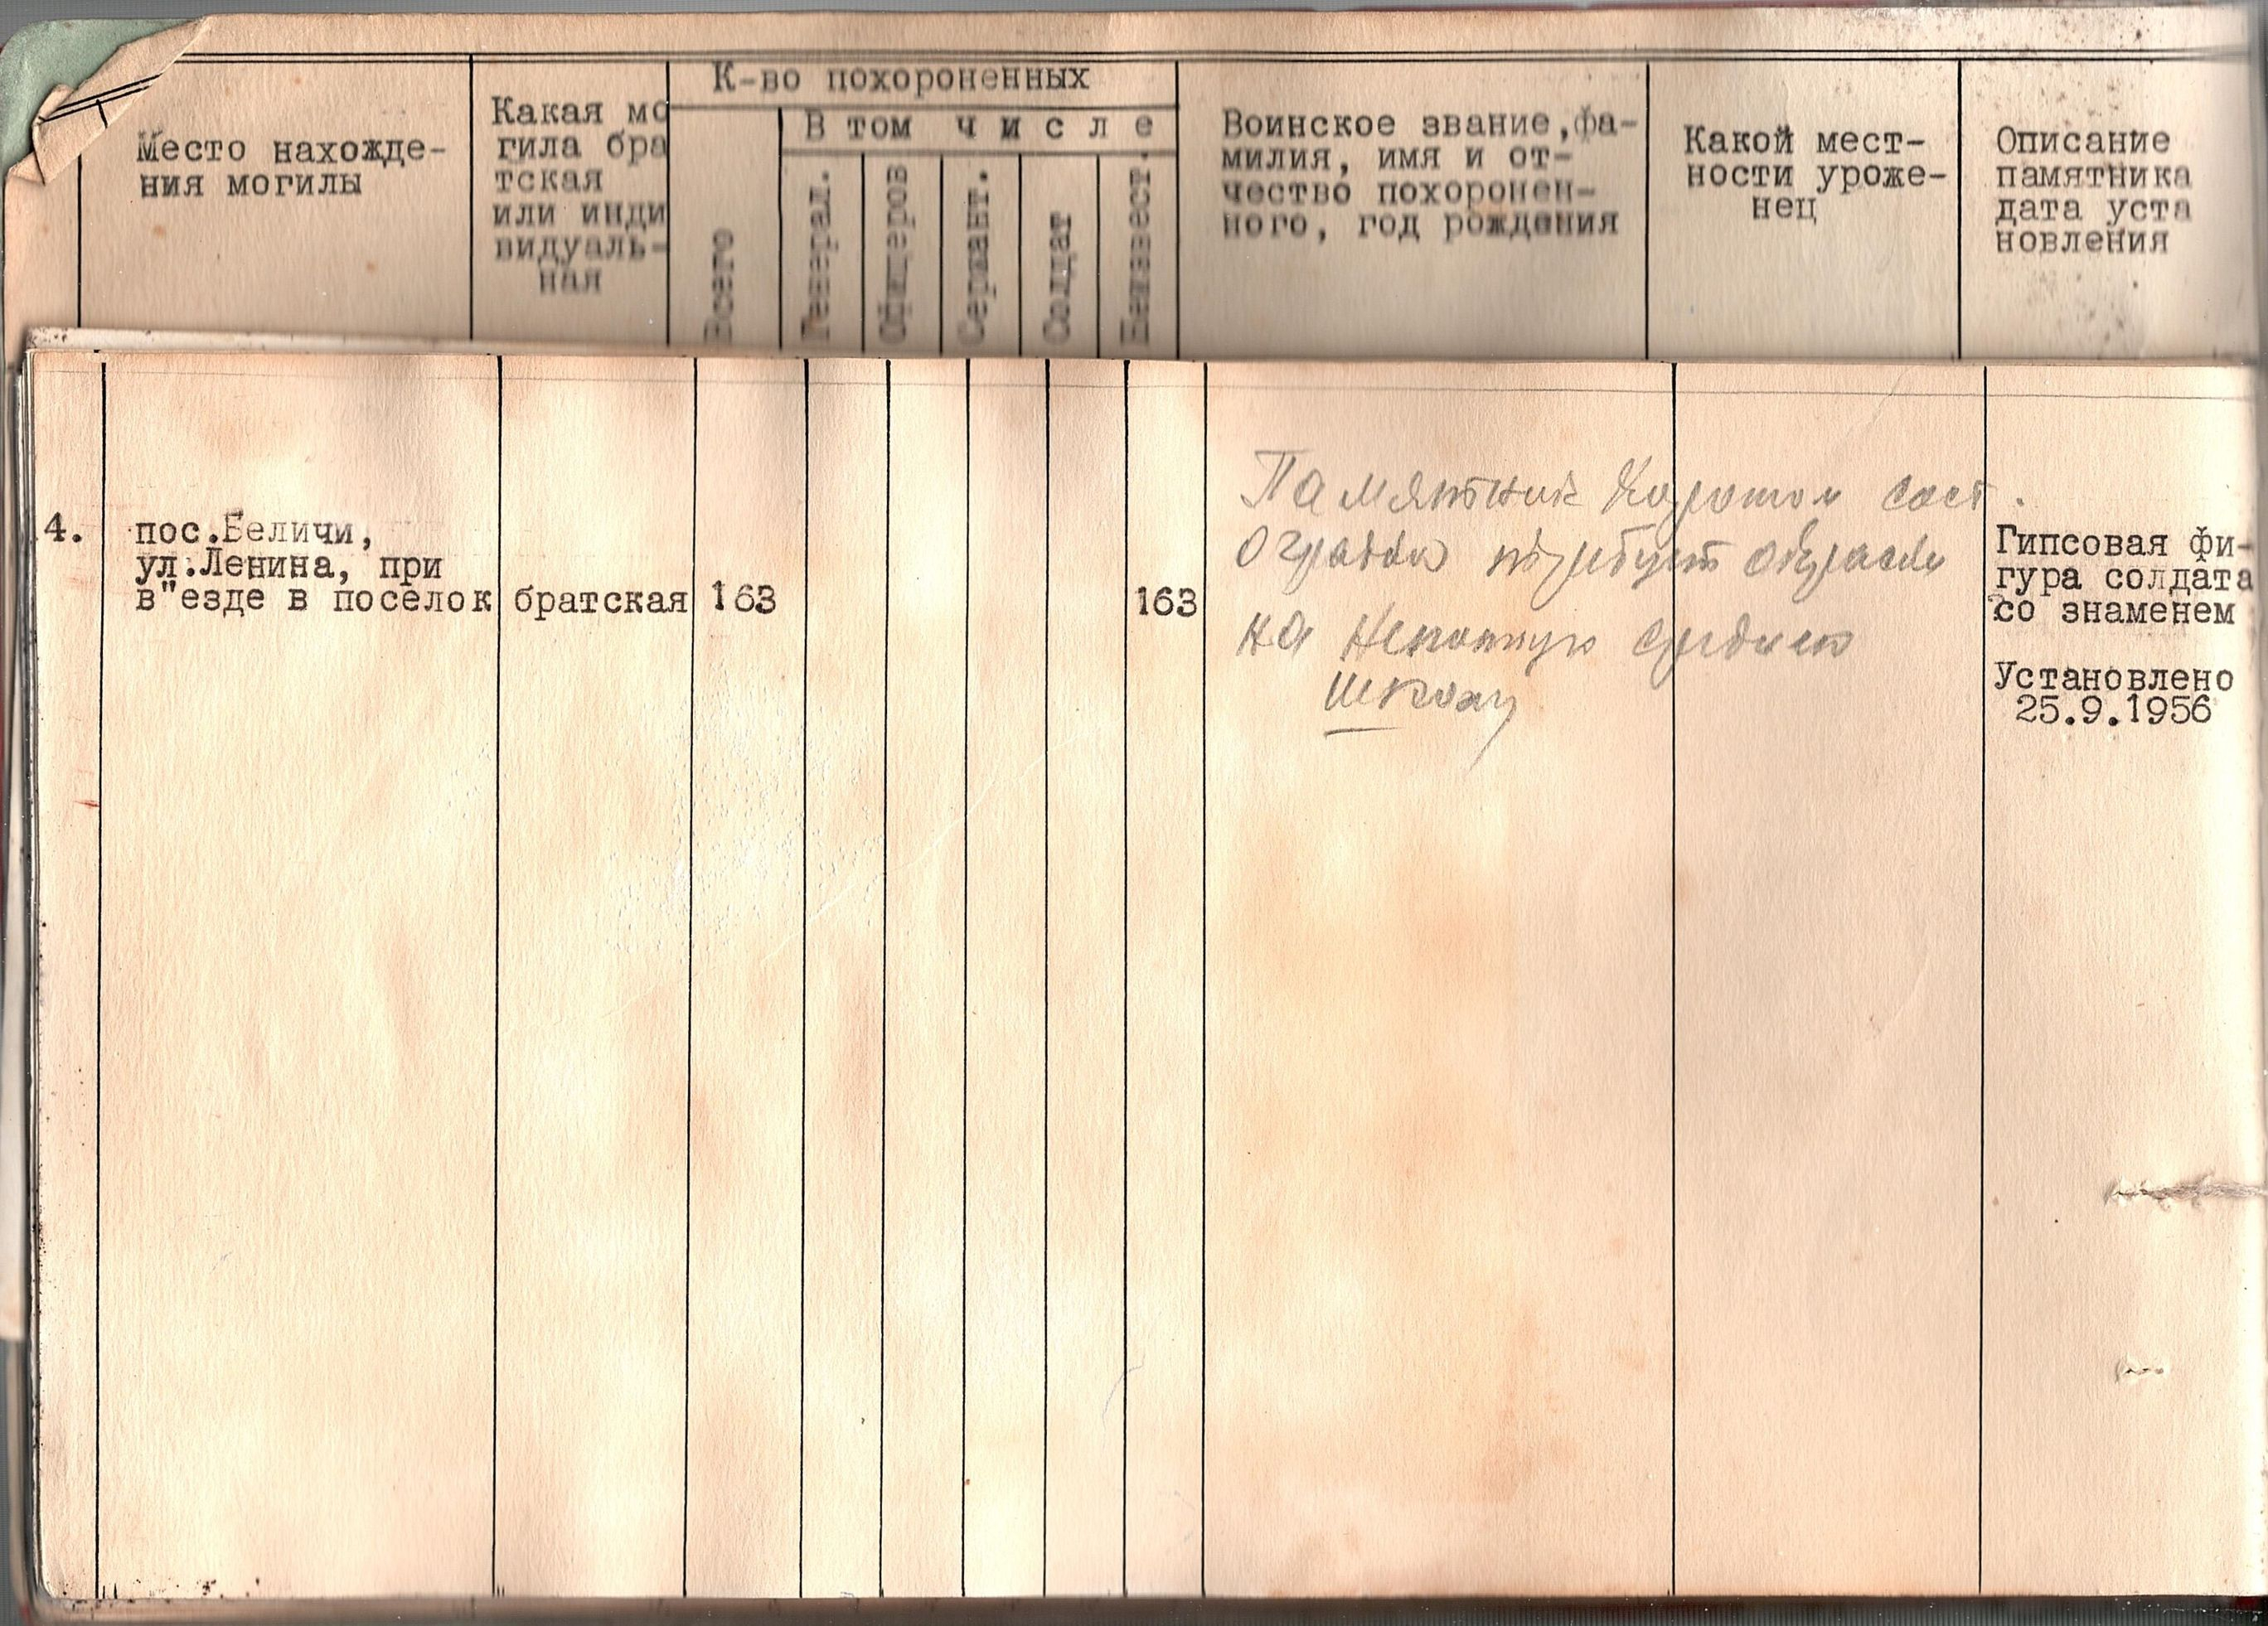 К-во похороненных
В том числе
Место нахожде-
ния могилы
Какая мо
гила бра
тская
или инди
видуаль-
ная
Всего
Генерал.
Офицеров
Сержант.
Солдат
Неизвест.
Воинское звание,фа-
милия, имя и от-
чество похоронен-
ного, год рождения
Какой мест-
ности уроже-
нец
Описание
памятника
дата уста
новления
4.
пос.Беличи,
ул.Ленина, при
в"езде в поселок
братская
163
163
Памятник хорошом сост.
Ограда требует
на среднюю
школу
Гипсовая фи-
гура солдата
со знаменем
Установлено
25.9.1956